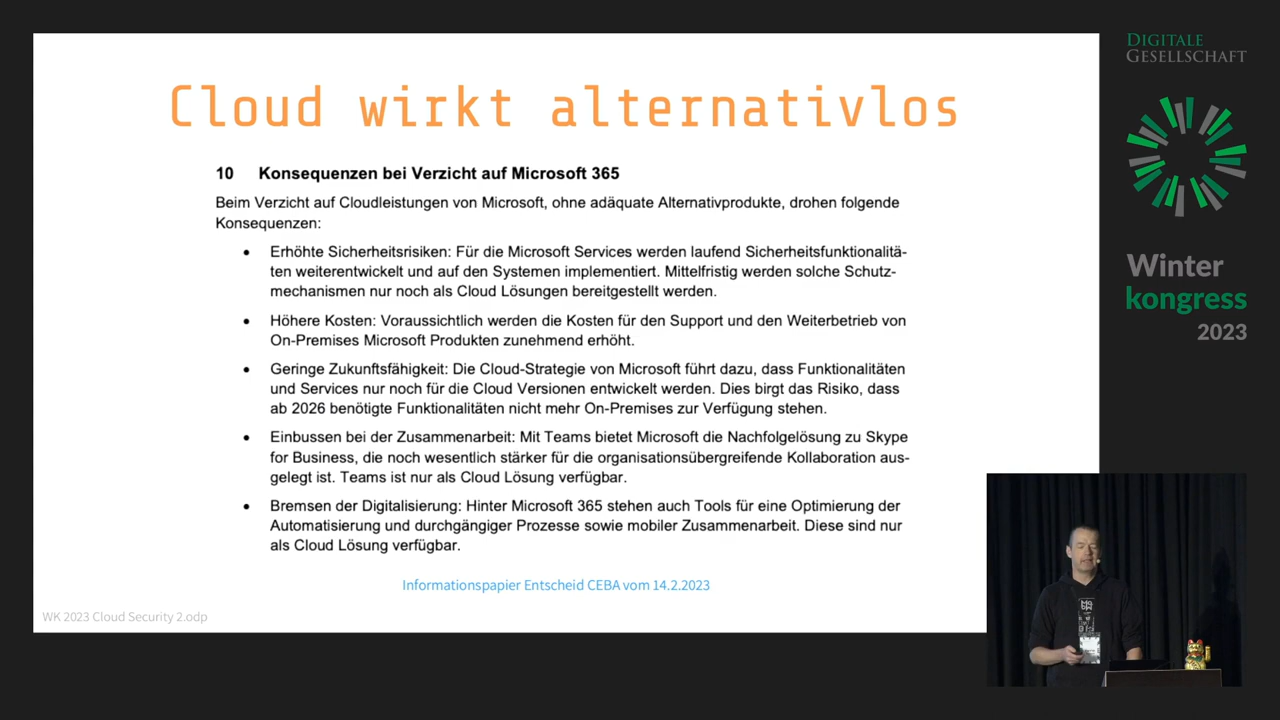 Cloud wirkt alternativlos
10 Konsequenzen bei Verzicht auf Microsoft 365
Beim Verzicht auf Cloudleistungen von Microsoft, ohne adäquate Alternativprodukte, drohen folgende
Konsequenzen:
• Erhöhte Sicherheitsrisiken: Für die Microsoft Services werden laufend Sicherheitsfunktionalitä-
ten weiterentwickelt und auf den Systemen implementiert. Mittelfristig werden solche Schutz-
mechanismen nur noch als Cloud Lösungen bereitgestellt werden.
• Höhere Kosten: Voraussichtlich werden die Kosten für den Support und den Weiterbetrieb von
On-Premises Microsoft Produkten zunehmend erhöht.
• Geringe Zukunftsfähigkeit: Die Cloud-Strategie von Microsoft führt dazu, dass Funktionalitäten
und Services nur noch für die Cloud Versionen entwickelt werden. Dies birgt das Risiko, dass
ab 2026 benötigte Funktionalitäten nicht mehr On-Premises zur Verfügung stehen.
• Einbussen bei der Zusammenarbeit: Mit Teams bietet Microsoft die Nachfolgelösung zu Skype
for Business, die noch wesentlich stärker für die organisationsübergreifende Kollaboration aus-
gelegt ist. Teams ist nur als Cloud Lösung verfügbar.
• Bremsen der Digitalisierung: Hinter Microsoft 365 stehen auch Tools für eine Optimierung der
Automatisierung und durchgängiger Prozesse sowie mobiler Zusammenarbeit. Diese sind nur
als Cloud Lösung verfügbar.
Informationspapier Entscheid CEBA vom 14.2.2023
WK 2023 Cloud Security 2.odp
DIGITALE
GESELLSCHAFT
Winter
kongress
2023